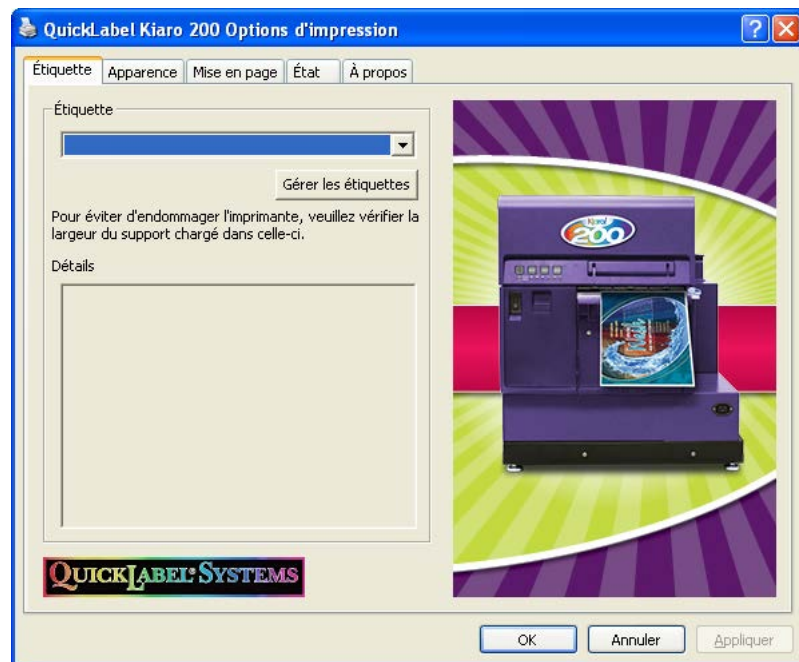 QuickLabel Kiaro 200 Options d'impression
Étiquette Apparence Mise en page État À propos
Étiquette
Gérer les étiquettes
Pour éviter d'endommager l'imprimante, veuillez vérifier la
largeur du support chargé dans celle-ci.
Détails
Kiaro!
200
QUICKLABEL® SYSTEMS
OK Annuler Appliquer